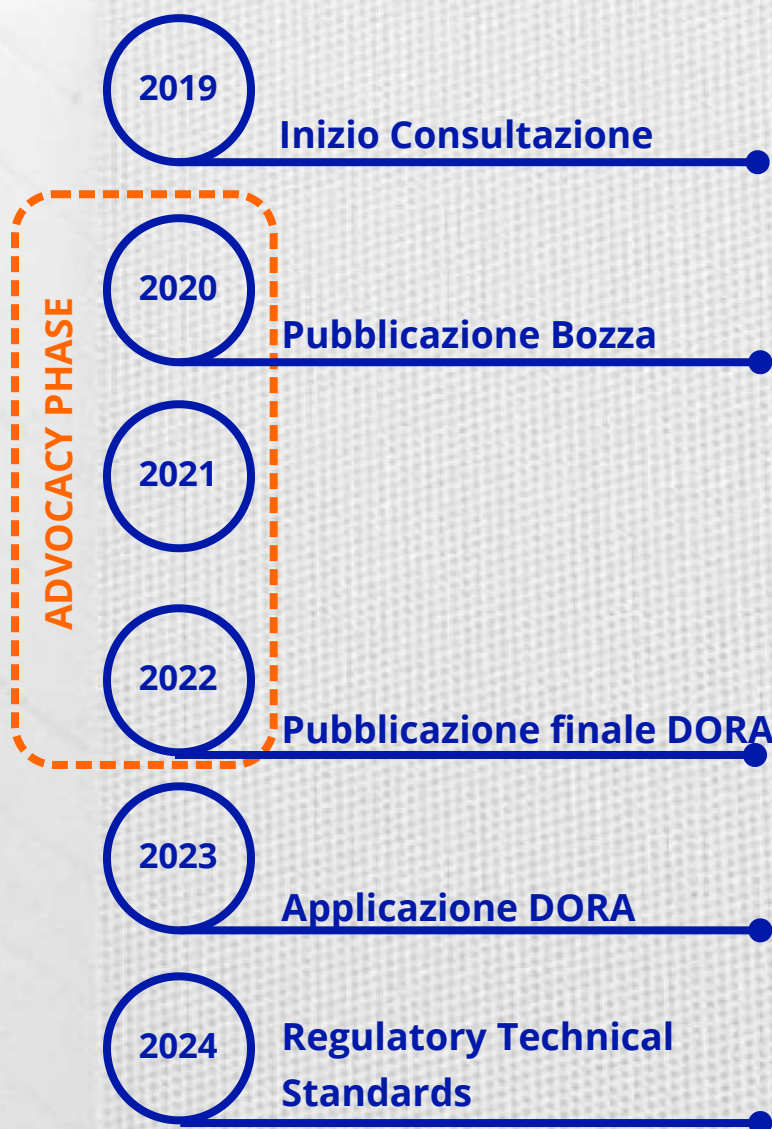 2019
Inizio Consultazione
ADVOCACY PHASE
2020
Pubblicazione Bozza
2021
2022
Pubblicazione finale DORA
2023
Applicazione DORA
2024
Regulatory Technical
Standards